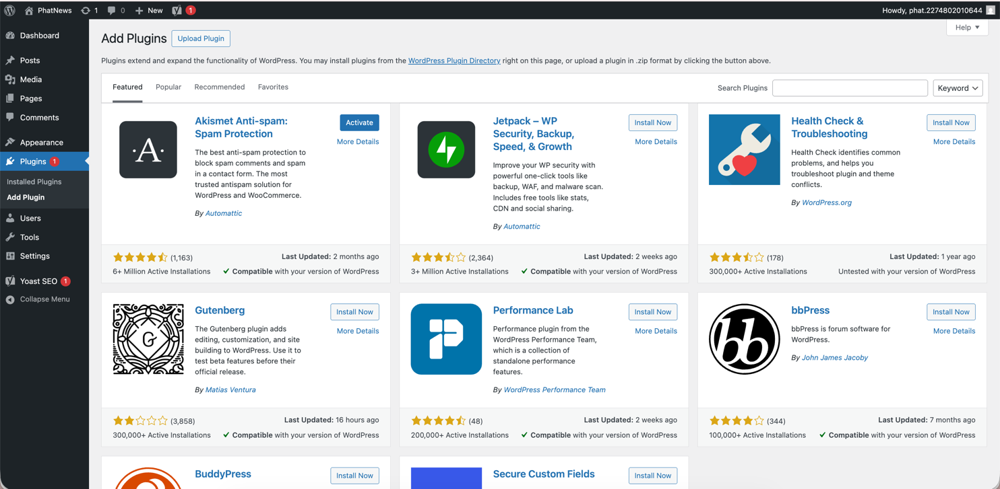 PhatNews
1
0
New
1
Howdy, phat.2274802010644
Dashboard
Posts
Media
Pages
Comments
Appearance
Plugins 1
Installed Plugins
Add Plugin
Users
Tools
Settings
Yoast SEO 1
Collapse Menu
Help
Add Plugins
Upload Plugin
Plugins extend and expand the functionality of WordPress. You may install plugins from the WordPress Plugin Directory right on this page, or upload a plugin in .zip format by clicking the button above.
Featured
Popular
Recommended
Favorites
Search Plugins
Keyword
·A·
Akismet Anti-spam:
Spam Protection
Activate
More Details
The best anti-spam protection to
block spam comments and spam
in a contact form. The most
trusted antispam solution for
WordPress and WooCommerce.
By Automattic
(1,163)
6+ Million Active Installations
Last Updated: 2 months ago
Compatible with your version of WordPress
Jetpack – WP
Security, Backup,
Speed, & Growth
Install Now
More Details
Improve your WP security with
powerful one-click tools like
backup, WAF, and malware scan.
Includes free tools like stats,
CDN and social sharing.
By Automattic
(2,364)
3+ Million Active Installations
Last Updated: 2 weeks ago
Compatible with your version of WordPress
Health Check &
Troubleshooting
Install Now
More Details
Health Check identifies common
problems, and helps you
troubleshoot plugin and theme
conflicts.
By WordPress.org
(178)
300,000+ Active Installations
Last Updated: 1 year ago
Untested with your version of WordPress
G
Gutenberg
Install Now
More Details
The Gutenberg plugin adds
editing, customization, and site
building to WordPress. Use it to
test beta features before their
official release.
By Matias Ventura
(3,858)
300,000+ Active Installations
Last Updated: 16 hours ago
Compatible with your version of WordPress
Performance Lab
Install Now
More Details
Performance plugin from the
WordPress Performance Team,
which is a collection of
standalone performance
features.
By WordPress Performance Team
(48)
200,000+ Active Installations
Last Updated: 2 weeks ago
Compatible with your version of WordPress
bb
bbPress
Install Now
More Details
bbPress is forum software for
WordPress.
By John James Jacoby
(344)
100,000+ Active Installations
Last Updated: 7 months ago
Compatible with your version of WordPress
BuddyPress
Install Now
Secure Custom Fields
Install Now